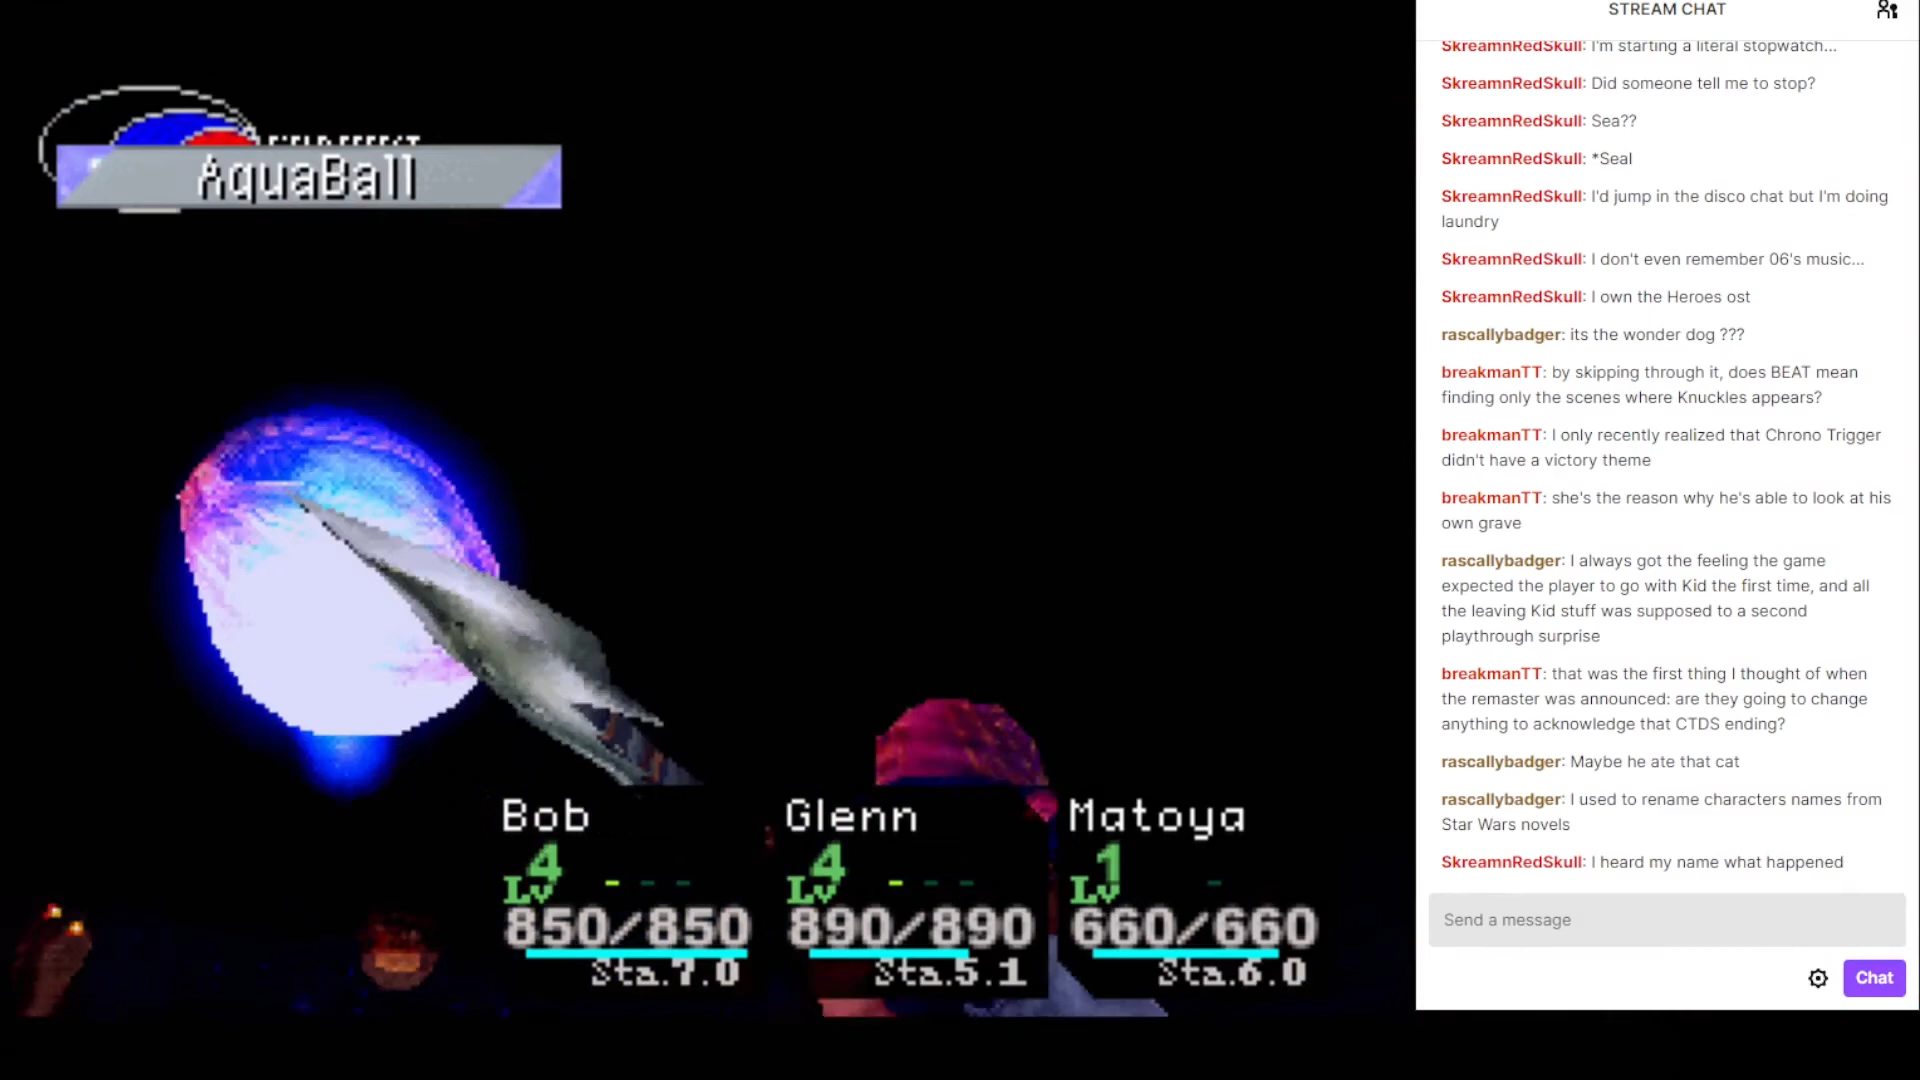 FIELD EFFECT
AquaBall
Bob
Lv 4
850/850
Sta.7.0
Glenn
Lv 4
890/890
Sta.5.1
Matoya
Lv 1
660/660
Sta.6.0
STREAM CHAT
SkreamnRedSkull: I'm starting a literal stopwatch...
SkreamnRedSkull: Did someone tell me to stop?
SkreamnRedSkull: Sea??
SkreamnRedSkull: *Seal
SkreamnRedSkull: I'd jump in the disco chat but I'm doing
laundry
SkreamnRedSkull: I don't even remember 06's music...
SkreamnRedSkull: I own the Heroes ost
rascallybadger: its the wonder dog ???
breakmanTT: by skipping through it, does BEAT mean
finding only the scenes where Knuckles appears?
breakmanTT: I only recently realized that Chrono Trigger
didn't have a victory theme
breakmanTT: she's the reason why he's able to look at his
own grave
rascallybadger: I always got the feeling the game
expected the player to go with Kid the first time, and all
the leaving Kid stuff was supposed to a second
playthrough surprise
breakmanTT: that was the first thing I thought of when
the remaster was announced: are they going to change
anything to acknowledge that CTDS ending?
rascallybadger: Maybe he ate that cat
rascallybadger: I used to rename characters names from
Star Wars novels
SkreamnRedSkull: I heard my name what happened
Send a message
Chat